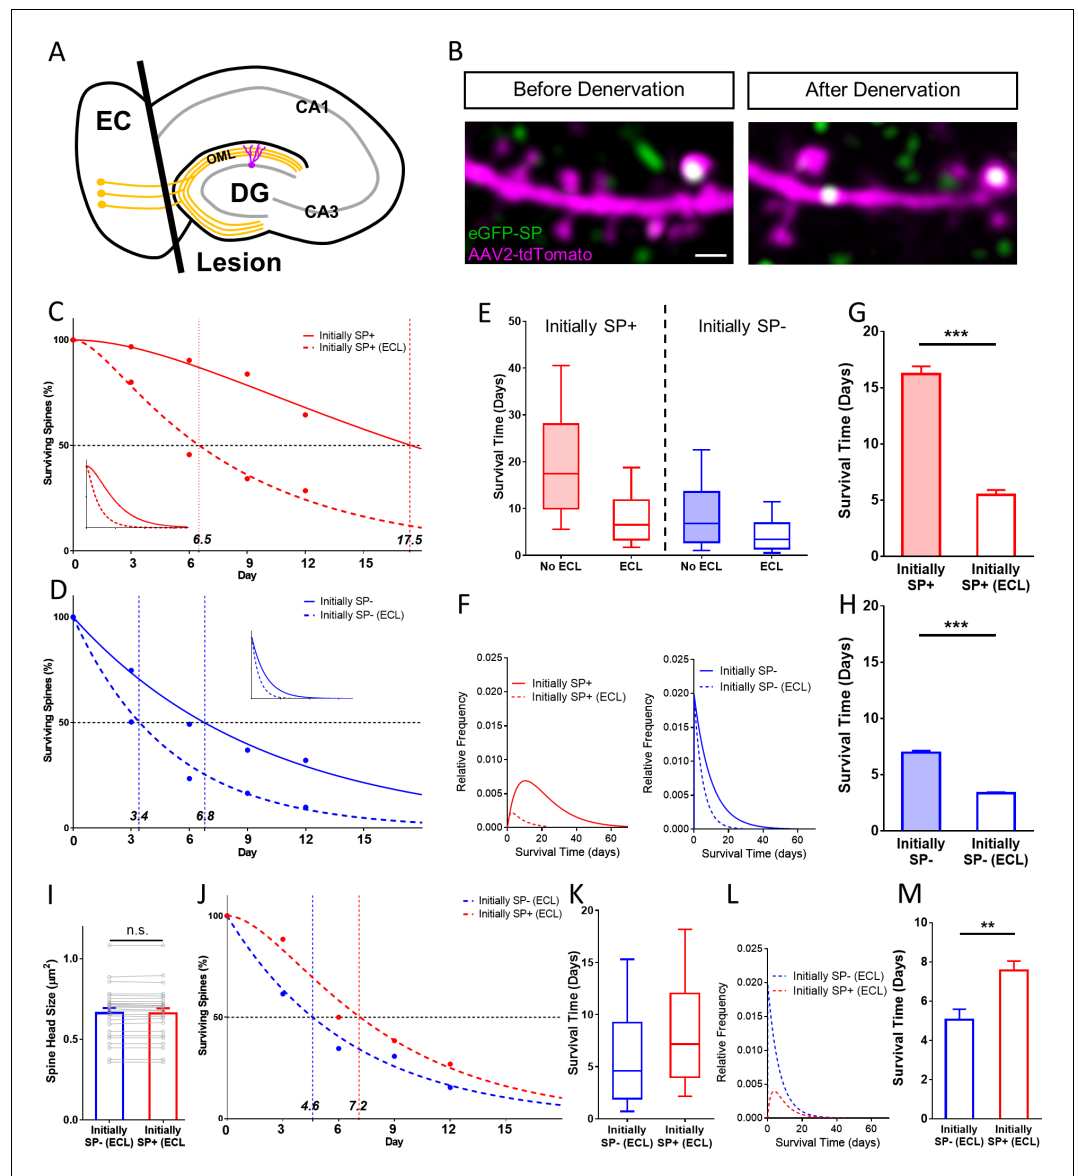 A
EC
CA1
OML
DG
CA3
Lesion
B
Before Denervation
After Denervation
eGFP-SP
AAV2-tdTomato
C
Initially SP+
Initially SP+ (ECL)
Surviving Spines (%)
100
50
0
0 3 6 9 12 15
6.5
17.5
Day
D
Initially SP-
Initially SP- (ECL)
Surviving Spines (%)
100
50
0
0 3 6 9 12 15
3.4
6.8
Day
E
Initially SP+
Initially SP-
Survival Time (Days)
50
40
30
20
10
0
No ECL
ECL
No ECL
ECL
F
Relative Frequency
0.025
0.020
0.015
0.010
0.005
0.000
0 20 40 60
Survival Time (days)
Initially SP+
Initially SP+ (ECL)
Relative Frequency
0.025
0.020
0.015
0.010
0.005
0.000
0 20 40 60
Survival Time (days)
Initially SP-
Initially SP- (ECL)
G
***
Survival Time (Days)
20
15
10
5
0
Initially SP+
Initially SP+ (ECL)
H
***
Survival Time (Days)
20
15
10
5
0
Initially SP-
Initially SP- (ECL)
I
n.s.
Spine Head Size (µm²)
1.0
0.5
0.0
Initially SP- (ECL)
Initially SP+ (ECL
J
Initially SP- (ECL)
Initially SP+ (ECL)
Surviving Spines (%)
100
50
0
0 3 6 9 12 15
4.6
7.2
Day
K
Survival Time (Days)
20
15
10
5
0
Initially SP- (ECL)
Initially SP+ (ECL)
L
Relative Frequency
0.025
0.020
0.015
0.010
0.005
0.000
0 20 40 60
Survival Time (days)
Initially SP- (ECL)
Initially SP+ (ECL)
M
**
Survival Time (Days)
10
8
6
4
2
0
Initially SP- (ECL)
Initially SP+ (ECL)